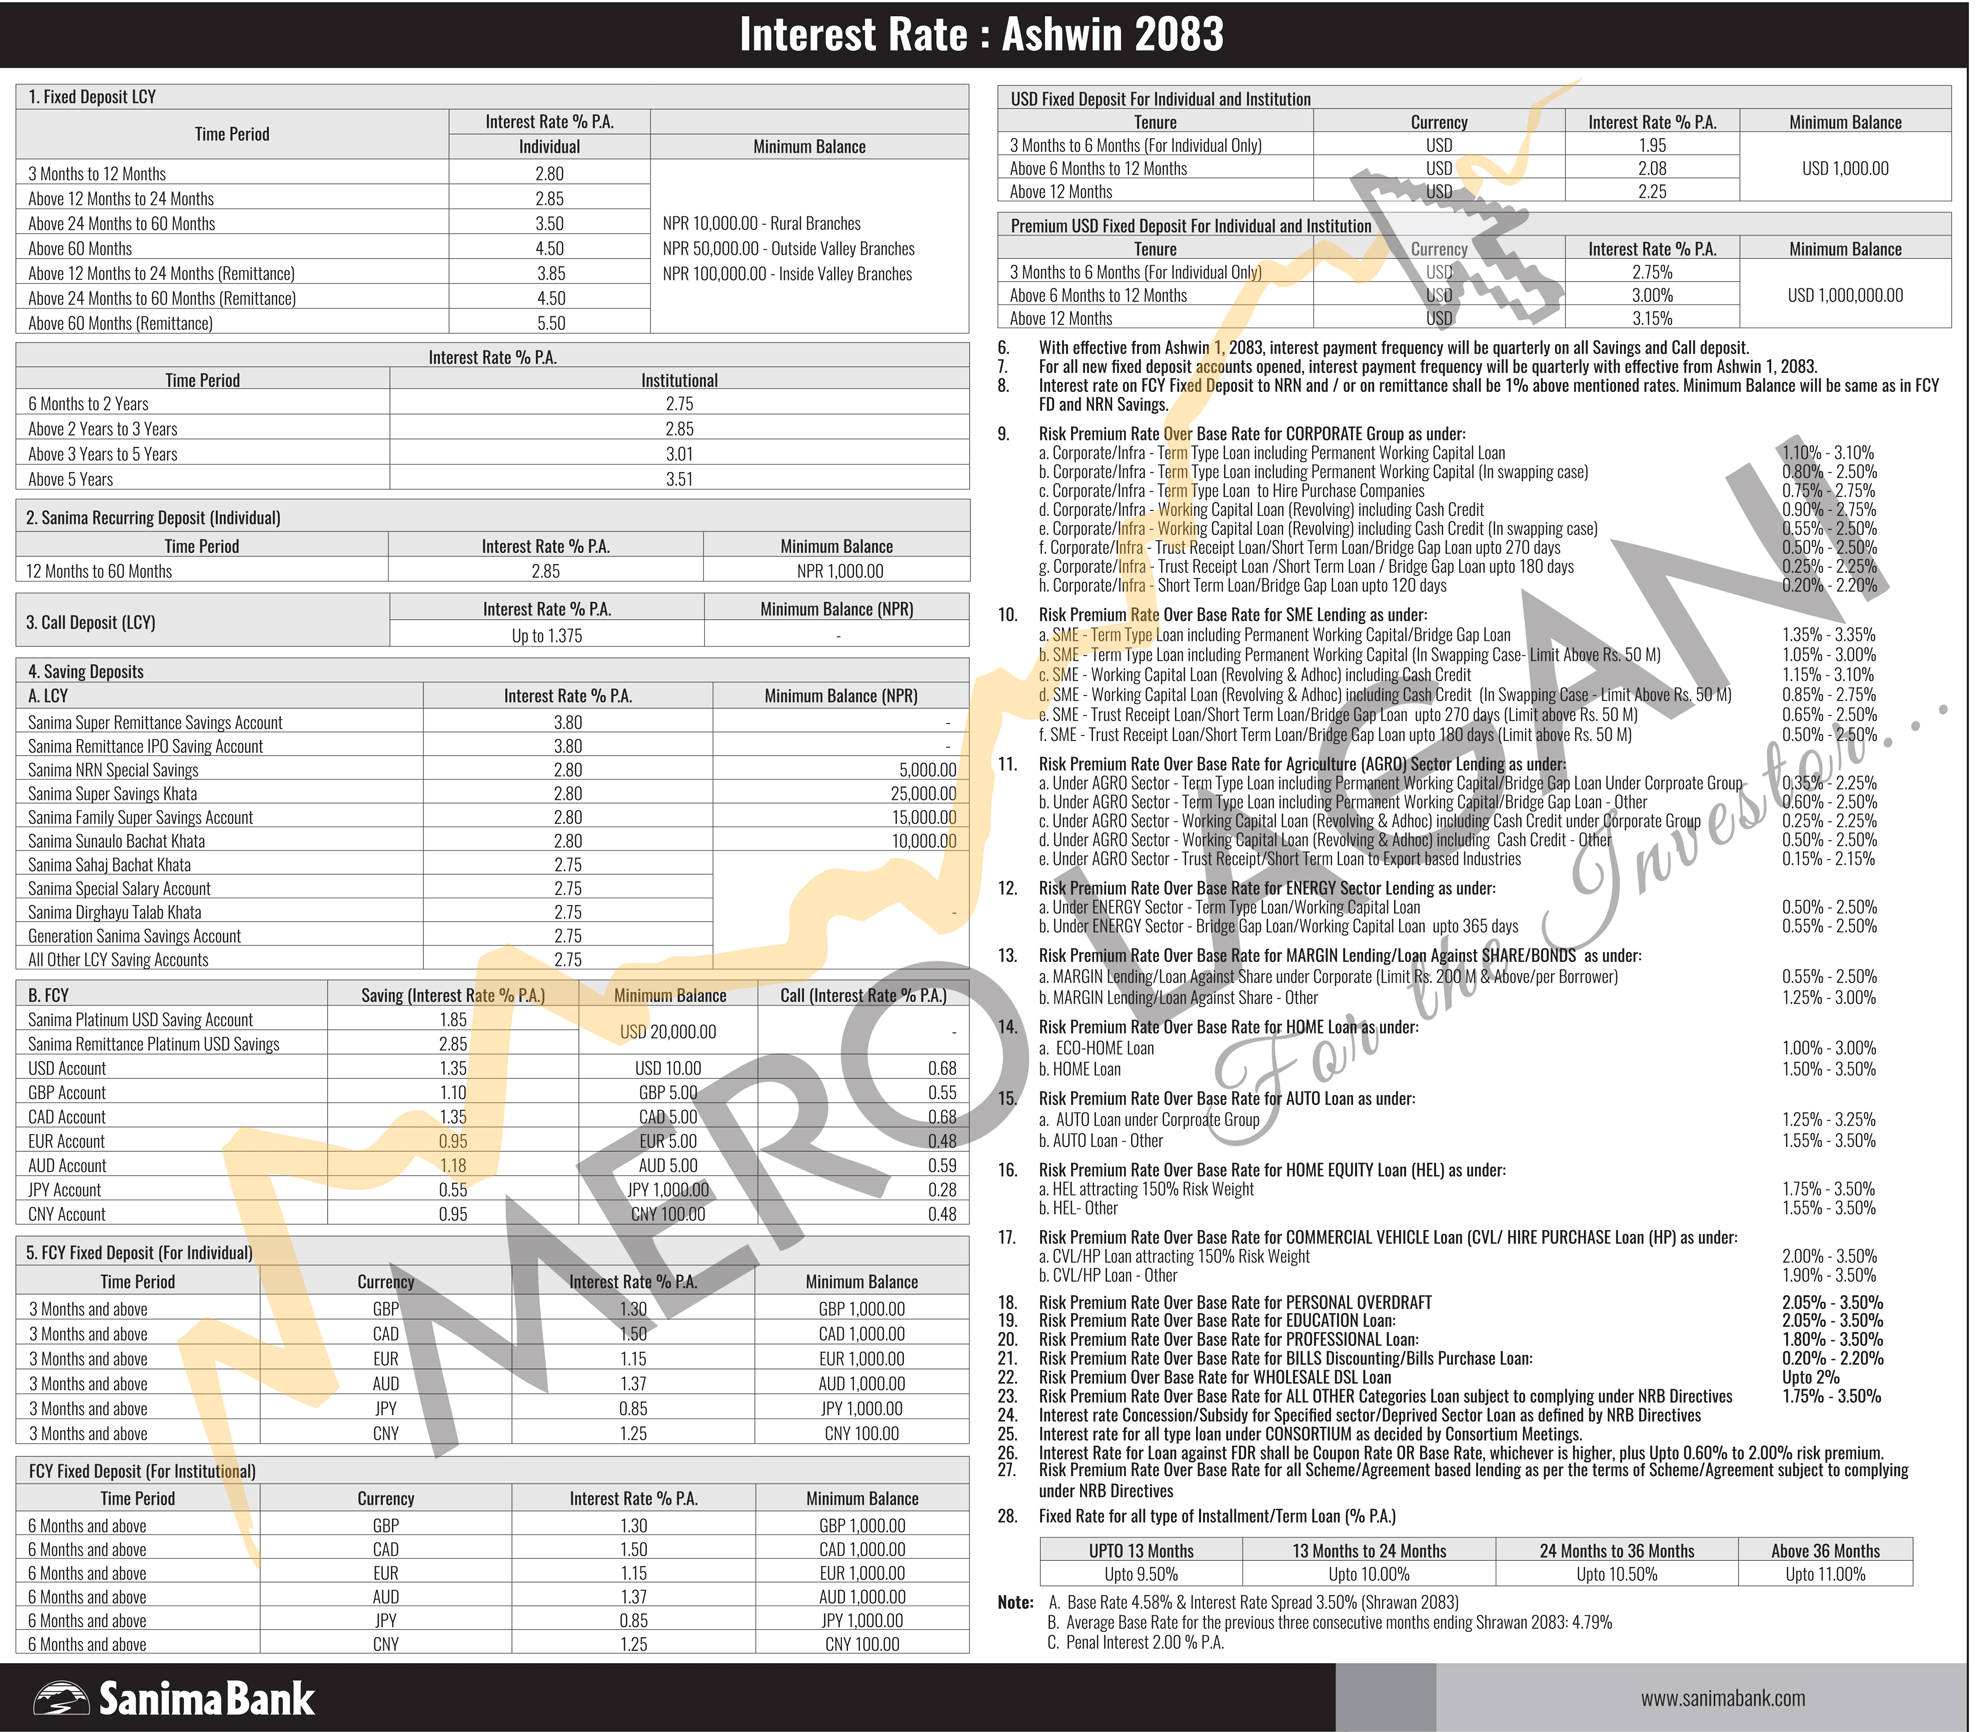 Interest Rate : Ashwin 2083
1. Fixed Deposit LCY
Time Period Interest Rate % P.A.
Individual Minimum Balance
3 Months to 12 Months 2.80
Above 12 Months to 24 Months 2.85
Above 24 Months to 60 Months 3.50 NPR 10,000.00 - Rural Branches
Above 60 Months 4.50 NPR 50,000.00 - Outside Valley Branches
Above 12 Months to 24 Months (Remittance) 3.85 NPR 100,000.00 - Inside Valley Branches
Above 24 Months to 60 Months (Remittance) 4.50
Above 60 Months (Remittance) 5.50
Interest Rate % P.A.
Time Period Institutional
6 Months to 2 Years 2.75
Above 2 Years to 3 Years 2.85
Above 3 Years to 5 Years 3.01
Above 5 Years 3.51
2. Sanima Recurring Deposit (Individual)
Time Period Interest Rate % P.A. Minimum Balance
12 Months to 60 Months 2.85 NPR 1,000.00
3. Call Deposit (LCY) Interest Rate % P.A. Minimum Balance (NPR)
Up to 1.375 -
4. Saving Deposits
A. LCY Interest Rate % P.A. Minimum Balance (NPR)
Sanima Super Remittance Savings Account 3.80 -
Sanima Remittance IPO Saving Account 3.80 -
Sanima NRN Special Savings 2.80 5,000.00
Sanima Super Savings Khata 2.80 25,000.00
Sanima Family Super Savings Account 2.80 15,000.00
Sanima Sunaulo Bachat Khata 2.80 10,000.00
Sanima Sahaj Bachat Khata 2.75
Sanima Special Salary Account 2.75
Sanima Dirghayu Talab Khata 2.75 -
Generation Sanima Savings Account 2.75
All Other LCY Saving Accounts 2.75
B. FCY Saving (Interest Rate % P.A.) Minimum Balance Call (Interest Rate % P.A.)
Sanima Platinum USD Saving Account 1.85 USD 20,000.00 -
Sanima Remittance Platinum USD Savings 2.85
USD Account 1.35 USD 10.00 0.68
GBP Account 1.10 GBP 5.00 0.55
CAD Account 1.35 CAD 5.00 0.68
EUR Account 0.95 EUR 5.00 0.48
AUD Account 1.18 AUD 5.00 0.59
JPY Account 0.55 JPY 1,000.00 0.28
CNY Account 0.95 CNY 100.00 0.48
5. FCY Fixed Deposit (For Individual)
Time Period Currency Interest Rate % P.A. Minimum Balance
3 Months and above GBP 1.30 GBP 1,000.00
3 Months and above CAD 1.50 CAD 1,000.00
3 Months and above EUR 1.15 EUR 1,000.00
3 Months and above AUD 1.37 AUD 1,000.00
3 Months and above JPY 0.85 JPY 1,000.00
3 Months and above CNY 1.25 CNY 100.00
FCY Fixed Deposit (For Institutional)
Time Period Currency Interest Rate % P.A. Minimum Balance
6 Months and above GBP 1.30 GBP 1,000.00
6 Months and above CAD 1.50 CAD 1,000.00
6 Months and above EUR 1.15 EUR 1,000.00
6 Months and above AUD 1.37 AUD 1,000.00
6 Months and above JPY 0.85 JPY 1,000.00
6 Months and above CNY 1.25 CNY 100.00
USD Fixed Deposit For Individual and Institution
Tenure Currency Interest Rate % P.A. Minimum Balance
3 Months to 6 Months (For Individual Only) USD 1.95
Above 6 Months to 12 Months USD 2.08 USD 1,000.00
Above 12 Months USD 2.25
Premium USD Fixed Deposit For Individual and Institution
Tenure Currency Interest Rate % P.A. Minimum Balance
3 Months to 6 Months (For Individual Only) USD 2.75%
Above 6 Months to 12 Months USD 3.00% USD 1,000,000.00
Above 12 Months USD 3.15%
6. With effective from Ashwin 1, 2083, interest payment frequency will be quarterly on all Savings and Call deposit.
7. For all new fixed deposit accounts opened, interest payment frequency will be quarterly with effective from Ashwin 1, 2083.
8. Interest rate on FCY Fixed Deposit to NRN and / or on remittance shall be 1% above mentioned rates. Minimum Balance will be same as in FCY
FD and NRN Savings.
9. Risk Premium Rate Over Base Rate for CORPORATE Group as under:
a. Corporate/Infra - Term Type Loan including Permanent Working Capital Loan 1.10% - 3.10%
b. Corporate/Infra - Term Type Loan including Permanent Working Capital (In swapping case) 0.80% - 2.50%
c. Corporate/Infra - Term Type Loan to Hire Purchase Companies 0.75% - 2.75%
d. Corporate/Infra - Working Capital Loan (Revolving) including Cash Credit 0.90% - 2.75%
e. Corporate/Infra - Working Capital Loan (Revolving) including Cash Credit (In swapping case) 0.55% - 2.50%
f. Corporate/Infra - Trust Receipt Loan/Short Term Loan/Bridge Gap Loan upto 270 days 0.50% - 2.50%
g. Corporate/Infra - Trust Receipt Loan /Short Term Loan / Bridge Gap Loan upto 180 days 0.25% - 2.25%
h. Corporate/Infra - Short Term Loan/Bridge Gap Loan upto 120 days 0.20% - 2.20%
10. Risk Premium Rate Over Base Rate for SME Lending as under:
a. SME - Term Type Loan including Permanent Working Capital/Bridge Gap Loan 1.35% - 3.35%
b. SME - Term Type Loan including Permanent Working Capital (In Swapping Case- Limit Above Rs. 50 M) 1.05% - 3.00%
c. SME - Working Capital Loan (Revolving & Adhoc) including Cash Credit 1.15% - 3.10%
d. SME - Working Capital Loan (Revolving & Adhoc) including Cash Credit (In Swapping Case - Limit Above Rs. 50 M) 0.85% - 2.75%
e. SME - Trust Receipt Loan/Short Term Loan/Bridge Gap Loan upto 270 days (Limit above Rs. 50 M) 0.65% - 2.50%
f. SME - Trust Receipt Loan/Short Term Loan/Bridge Gap Loan upto 180 days (Limit above Rs. 50 M) 0.50% - 2.50%
11. Risk Premium Rate Over Base Rate for Agriculture (AGRO) Sector Lending as under:
a. Under AGRO Sector - Term Type Loan including Permanent Working Capital/Bridge Gap Loan Under Corproate Group 0.35% - 2.25%
b. Under AGRO Sector - Term Type Loan including Permanent Working Capital/Bridge Gap Loan - Other 0.60% - 2.50%
c. Under AGRO Sector - Working Capital Loan (Revolving & Adhoc) including Cash Credit under Corporate Group 0.25% - 2.25%
d. Under AGRO Sector - Working Capital Loan (Revolving & Adhoc) including Cash Credit - Other 0.50% - 2.50%
e. Under AGRO Sector - Trust Receipt/Short Term Loan to Export based Industries 0.15% - 2.15%
12. Risk Premium Rate Over Base Rate for ENERGY Sector Lending as under:
a. Under ENERGY Sector - Term Type Loan/Working Capital Loan 0.50% - 2.50%
b. Under ENERGY Sector - Bridge Gap Loan/Working Capital Loan upto 365 days 0.55% - 2.50%
13. Risk Premium Rate Over Base Rate for MARGIN Lending/Loan Against SHARE/BONDS as under:
a. MARGIN Lending/Loan Against Share under Corporate (Limit Rs. 200 M & Above/per Borrower) 0.55% - 2.50%
b. MARGIN Lending/Loan Against Share - Other 1.25% - 3.00%
14. Risk Premium Rate Over Base Rate for HOME Loan as under:
a. ECO-HOME Loan 1.00% - 3.00%
b. HOME Loan 1.50% - 3.50%
15. Risk Premium Rate Over Base Rate for AUTO Loan as under:
a. AUTO Loan under Corproate Group 1.25% - 3.25%
b. AUTO Loan - Other 1.55% - 3.50%
16. Risk Premium Rate Over Base Rate for HOME EQUITY Loan (HEL) as under:
a. HEL attracting 150% Risk Weight 1.75% - 3.50%
b. HEL- Other 1.55% - 3.50%
17. Risk Premium Rate Over Base Rate for COMMERCIAL VEHICLE Loan (CVL/ HIRE PURCHASE Loan (HP) as under:
a. CVL/HP Loan attracting 150% Risk Weight 2.00% - 3.50%
b. CVL/HP Loan - Other 1.90% - 3.50%
18. Risk Premium Rate Over Base Rate for PERSONAL OVERDRAFT 2.05% - 3.50%
19. Risk Premium Rate Over Base Rate for EDUCATION Loan: 2.05% - 3.50%
20. Risk Premium Rate Over Base Rate for PROFESSIONAL Loan: 1.80% - 3.50%
21. Risk Premium Rate Over Base Rate for BILLS Discounting/Bills Purchase Loan: 0.20% - 2.20%
22. Risk Premium Over Base Rate for WHOLESALE DSL Loan Upto 2%
23. Risk Premium Rate Over Base Rate for ALL OTHER Categories Loan subject to complying under NRB Directives 1.75% - 3.50%
24. Interest rate Concession/Subsidy for Specified sector/Deprived Sector Loan as defined by NRB Directives
25. Interest rate for all type loan under CONSORTIUM as decided by Consortium Meetings.
26. Interest Rate for Loan against FDR shall be Coupon Rate OR Base Rate, whichever is higher, plus Upto 0.60% to 2.00% risk premium.
27. Risk Premium Rate Over Base Rate for all Scheme/Agreement based lending as per the terms of Scheme/Agreement subject to complying
under NRB Directives
28. Fixed Rate for all type of Installment/Term Loan (% P.A.)
UPTO 13 Months 13 Months to 24 Months 24 Months to 36 Months Above 36 Months
Upto 9.50% Upto 10.00% Upto 10.50% Upto 11.00%
Note: A. Base Rate 4.58% & Interest Rate Spread 3.50% (Shrawan 2083)
B. Average Base Rate for the previous three consecutive months ending Shrawan 2083: 4.79%
C. Penal Interest 2.00 % P.A.
MERO LAGANI
For the Investor...
Sanima Bank
www.sanimabank.com